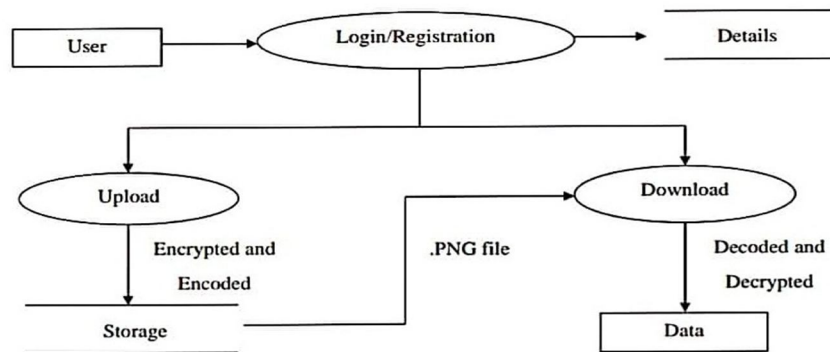 User
Login/Registration
Details
Upload
Download
Encrypted and
Encoded
.PNG file
Decoded and
Decrypted
Storage
Data